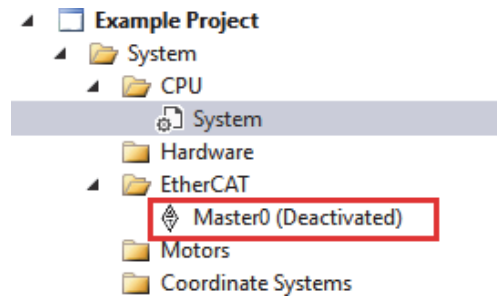 Example Project
System
CPU
System
Hardware
EtherCAT
Master0 (Deactivated)
Motors
Coordinate Systems